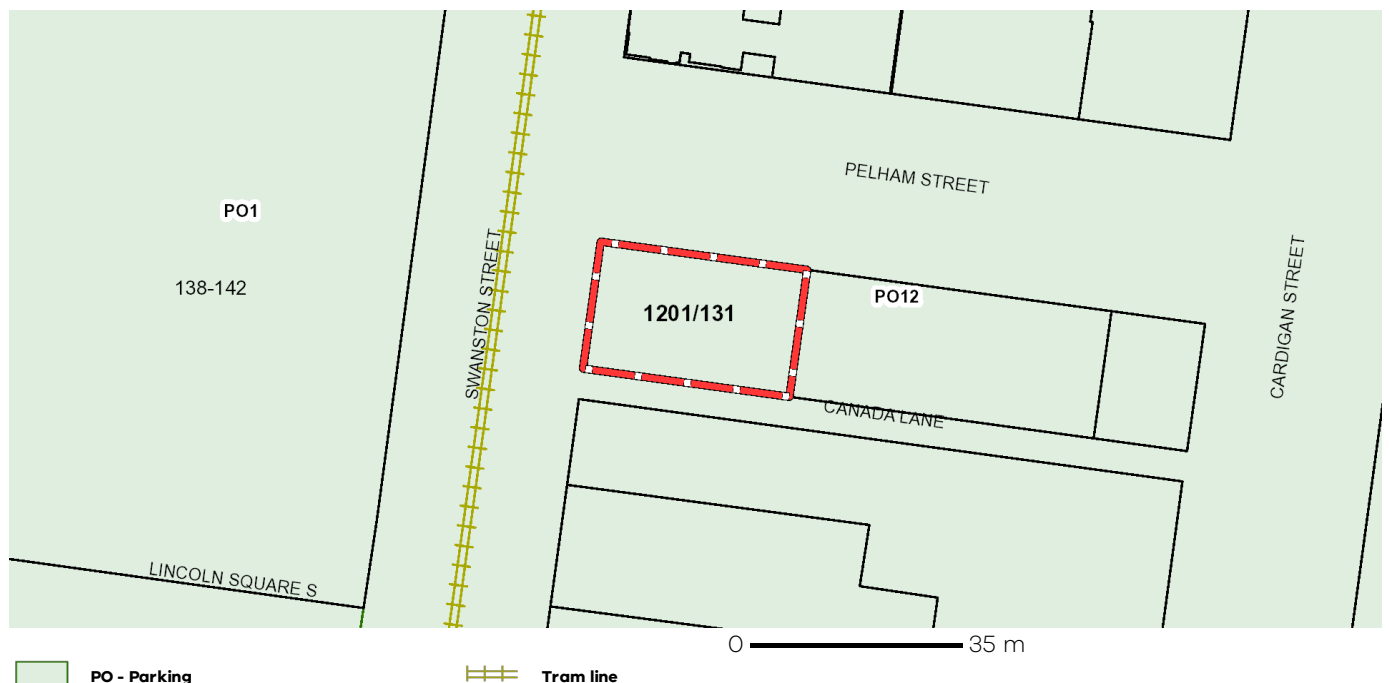 PELHAM STREET
PO1
138-142
SWANSTON STREET
1201/131
PO12
CARDIGAN STREET
CANADA LANE
LINCOLN SQUARE S
0 35 m
PO - Parking
Tram line